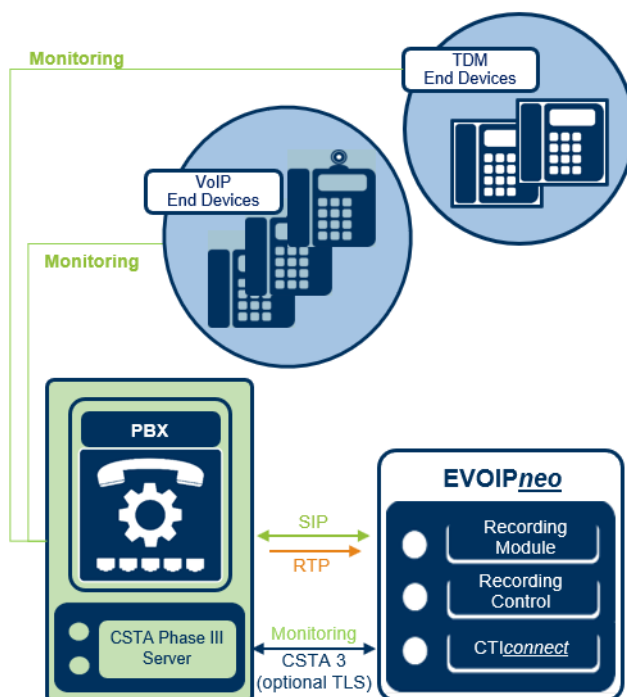 Monitoring
TDM
End Devices
VoIP
End Devices
Monitoring
PBX
EVOIPneo
SIP
RTP
Recording
Module
Recording
Control
CSTA Phase III
Server
Monitoring
CSTA 3
(optional TLS)
CTIconnect